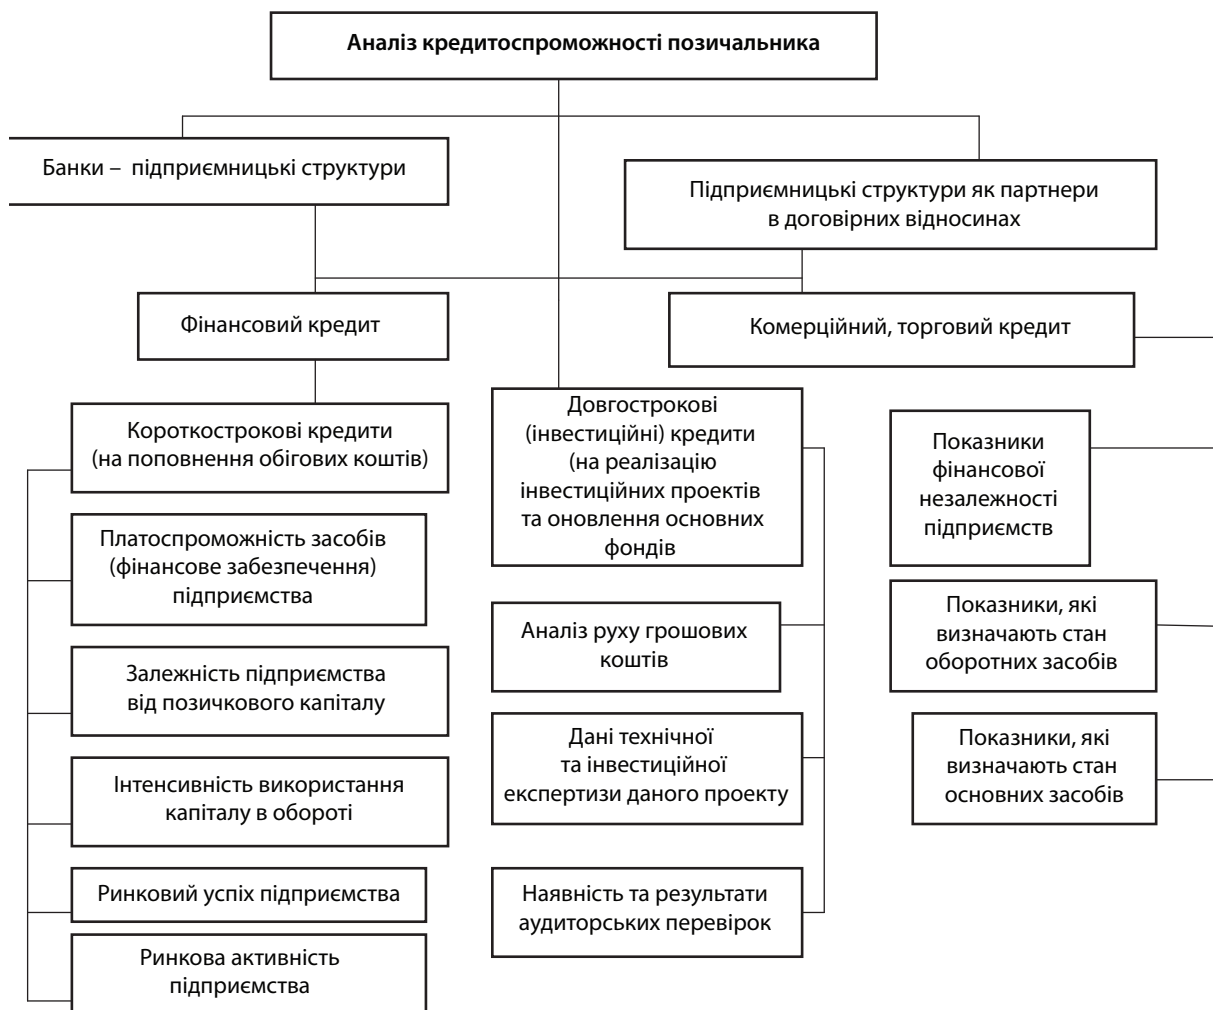 Аналіз кредитоспроможності позичальника
Банки – підприємницькі структури
Підприємницькі структури як партнери
в договірних відносинах
Фінансовий кредит
Комерційний, торговий кредит
Короткострокові кредити
(на поповнення обігових коштів)
Платоспроможність засобів
(фінансове забезпечення)
підприємства
Залежність підприємства
від позичкового капіталу
Інтенсивність використання
капіталу в обороті
Ринковий успіх підприємства
Ринкова активність
підприємства
Довгострокові
(інвестиційні) кредити
(на реалізацію
інвестиційних проектів
та оновлення основних
фондів
Аналіз руху грошових
коштів
Дані технічної
та інвестиційної
експертизи даного проекту
Наявність та результати
аудиторських перевірок
Показники
фінансової
незалежності
підприємств
Показники, які
визначають стан
оборотних засобів
Показники, які
визначають стан
основних засобів